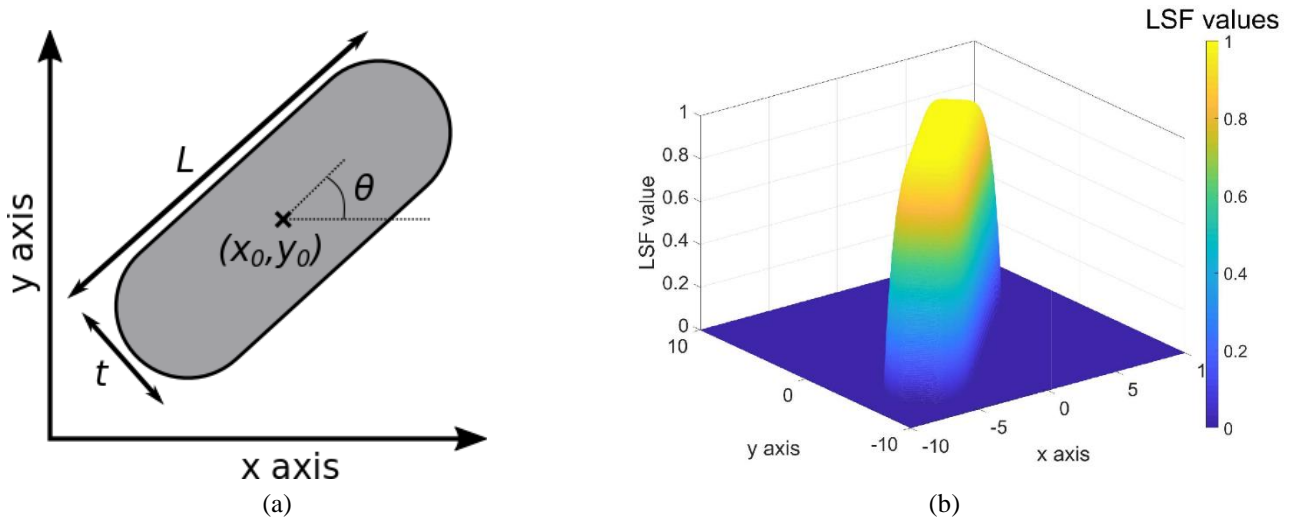 y axis
L
θ
(x₀,y₀)
t
x axis
(a)
LSF values
LSF value
1
0.8
0.6
0.4
0.2
0
10
0
-10
y axis
-10
-5
0
5
1
x axis
1
0.8
0.6
0.4
0.2
0
(b)